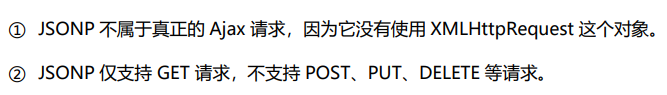 ① JSONP 不属于真正的 Ajax 请求，因为它没有使用 XMLHttpRequest 这个对象。
② JSONP 仅支持 GET 请求，不支持 POST、PUT、DELETE 等请求。